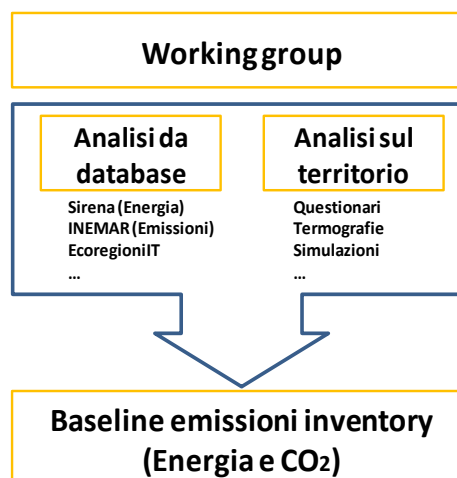 Working group
Analisi da
database
Sirena (Energia)
INEMAR (Emissioni)
EcoregioniIT
…
Analisi sul
territorio
Questionari
Termografie
Simulazioni
…
Baseline emissioni inventory
(Energia e CO₂)